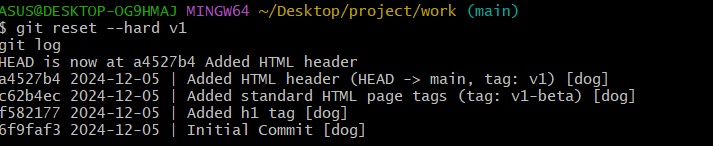 ASUS@DESKTOP-OG9HMAJ MINGW64 ~/Desktop/project/work (main)
$ git reset --hard v1
git log
HEAD is now at a4527b4 Added HTML header
a4527b4 2024-12-05 | Added HTML header (HEAD -> main, tag: v1) [dog]
c62b4ec 2024-12-05 | Added standard HTML page tags (tag: v1-beta) [dog]
f582177 2024-12-05 | Added h1 tag [dog]
6f9faf3 2024-12-05 | Initial Commit [dog]